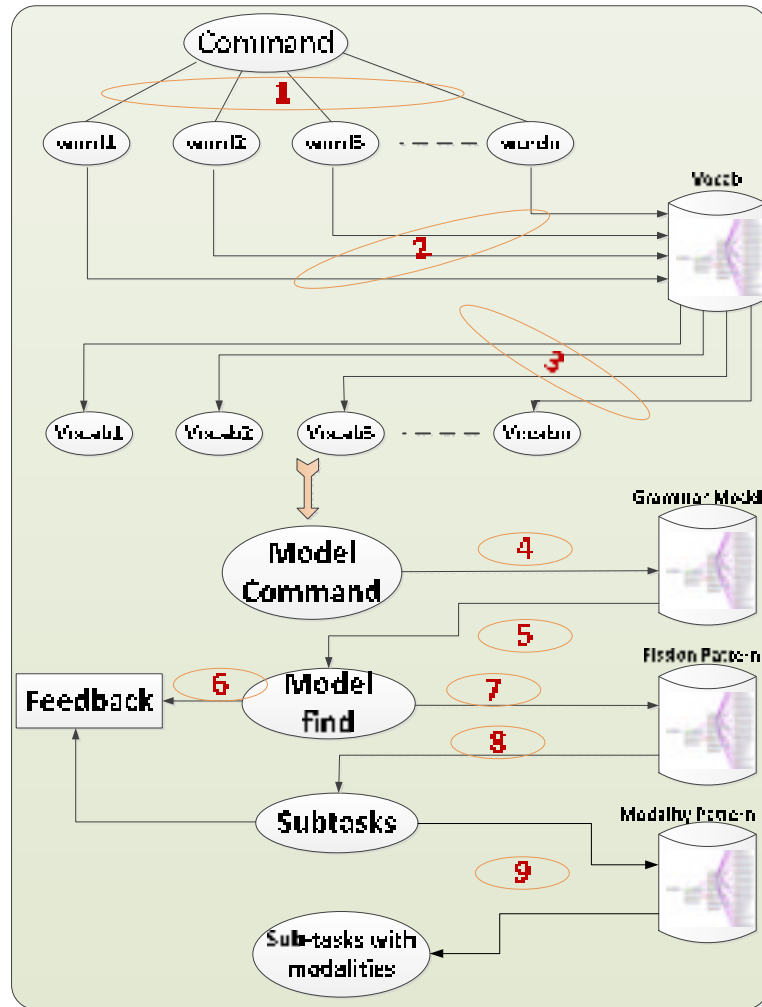 Command
1
word1
word2
word3
wordn
Vocab
2
3
Vocab1
Vocab2
Vocab3
Vocabn
Grammar Model
4
Model
Command
5
Fission Pattern
6
7
Feedback
Model
find
8
Subtasks
Modality Pattern
9
Sub-tasks with
modalities